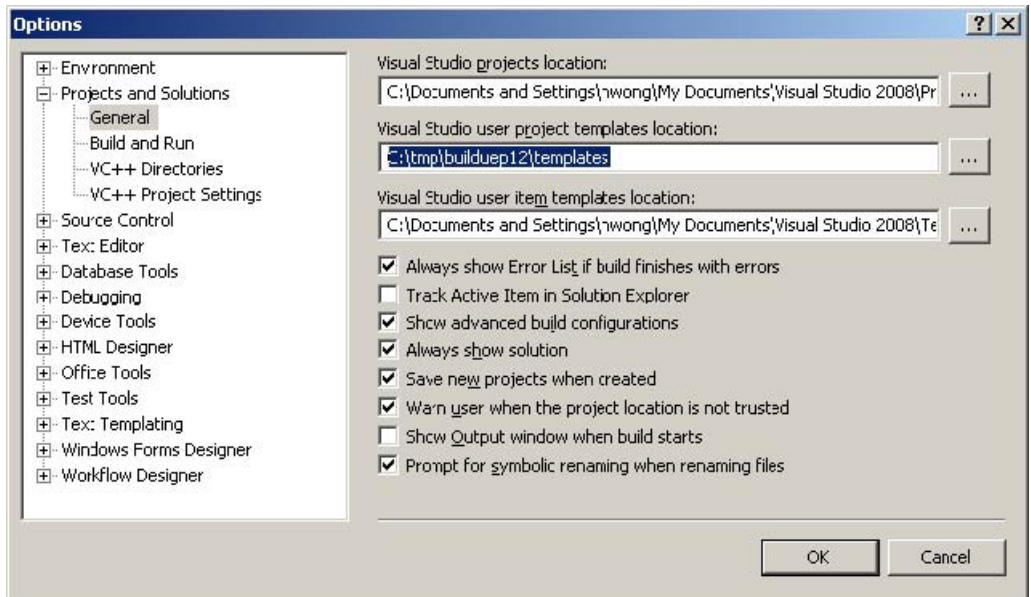 Options
Environment
Projects and Solutions
General
Build and Run
VC++ Directories
VC++ Project Settings
Source Control
Text Editor
Database Tools
Debugging
Device Tools
HTML Designer
Office Tools
Test Tools
Text Templating
Windows Forms Designer
Workflow Designer
Visual Studio projects location:
C:\Documents and Settings\hwong\My Documents\Visual Studio 2008\Pr
...
Visual Studio user project templates location:
C:\tmp\builduep12\templates
...
Visual Studio user item templates location:
C:\Documents and Settings\hwong\My Documents\Visual Studio 2008\Te
...
Always show Error List if build finishes with errors
Track Active Item in Solution Explorer
Show advanced build configurations
Always show solution
Save new projects when created
Warn user when the project location is not trusted
Show Output window when build starts
Prompt for symbolic renaming when renaming files
OK
Cancel